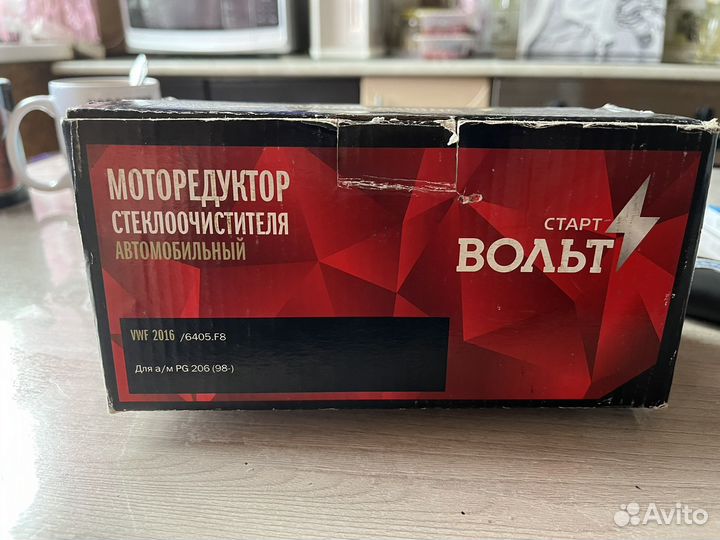 МОТОРЕДУКТОР
СТЕКЛООЧИСТИТЕЛЯ
АВТОМОБИЛЬНЫЙ
СТАРТ
ВОЛЬТ
VWF 2016 /6405.F8
Для а/м PG 206 (98-)
Avito